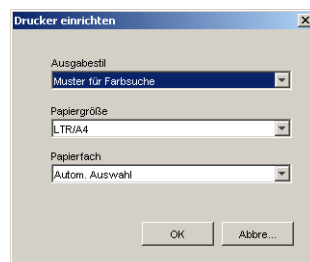 Drucker einrichten
Ausgabestil
Muster für Farbsuche
Papiergröße
LTR/A4
Papierfach
Autom. Auswahl
OK Abbre...